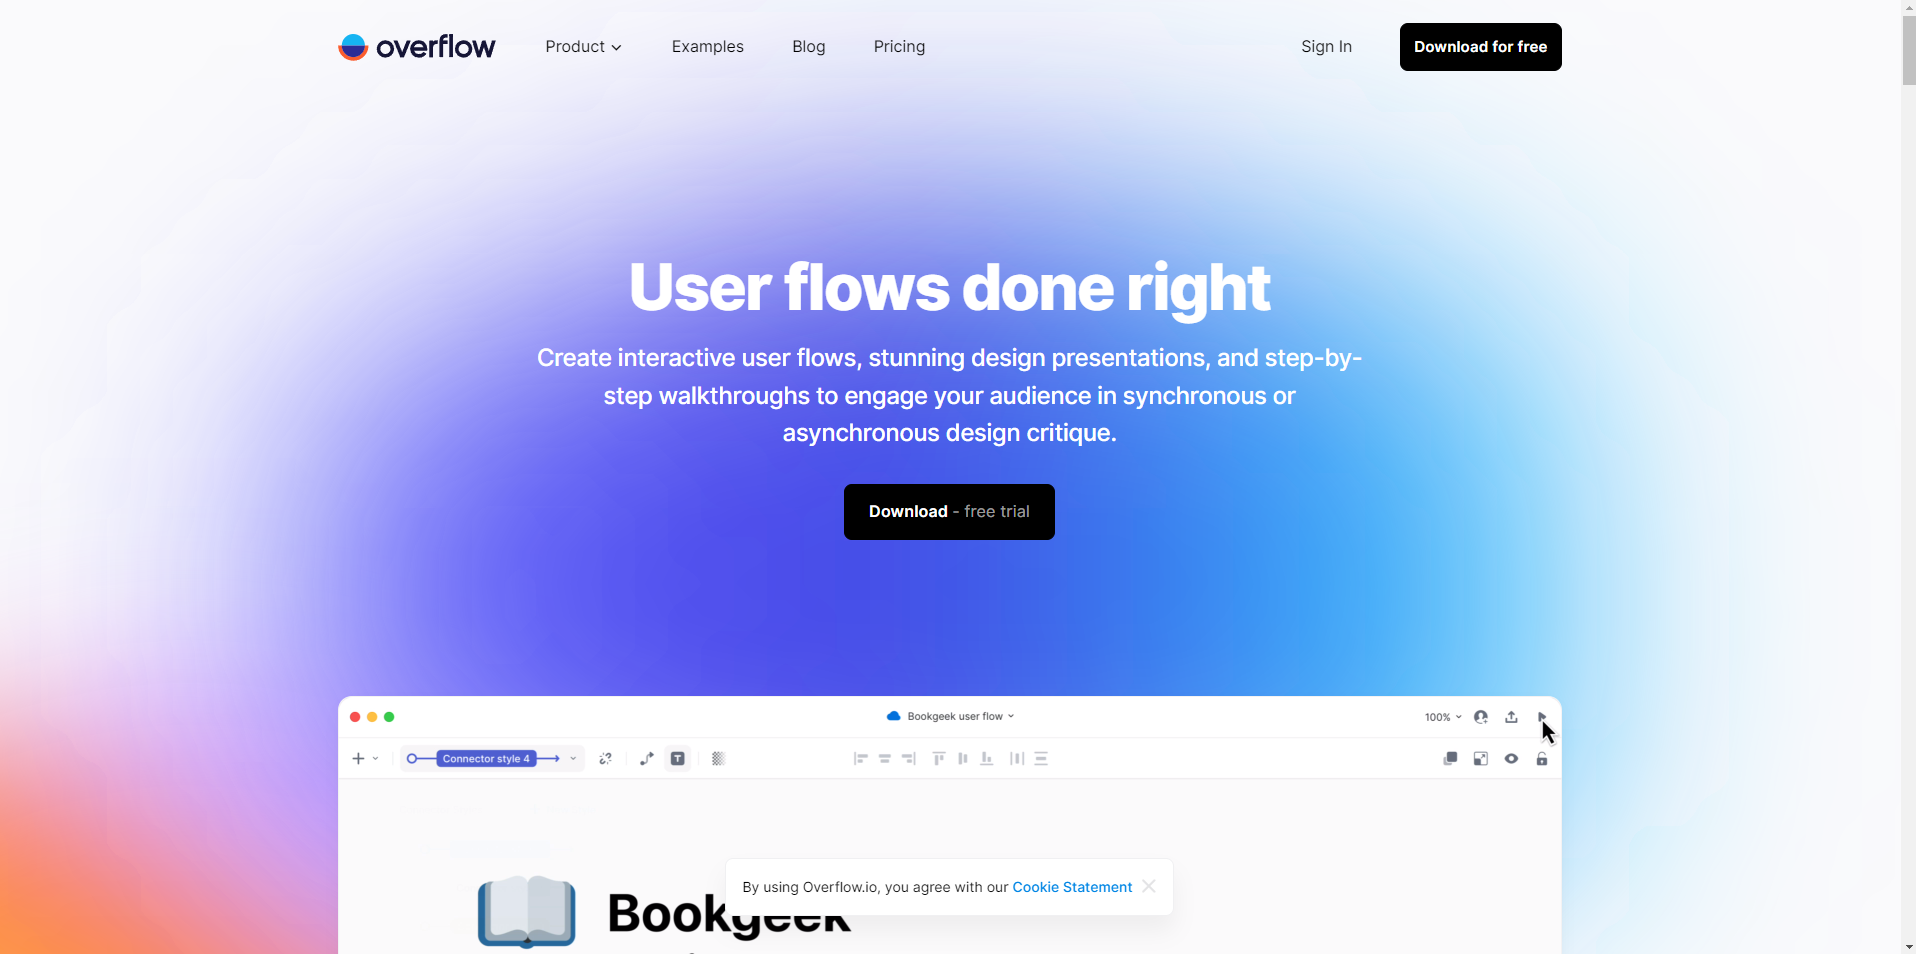 overflow
Product
Examples
Blog
Pricing
Sign In
Download for free
User flows done right
Create interactive user flows, stunning design presentations, and step-by-
step walkthroughs to engage your audience in synchronous or
asynchronous design critique.
Download - free trial
Bookgeek user flow
100%
Connector style 4
T
By using Overflow.io, you agree with our Cookie Statement
Bookgeek